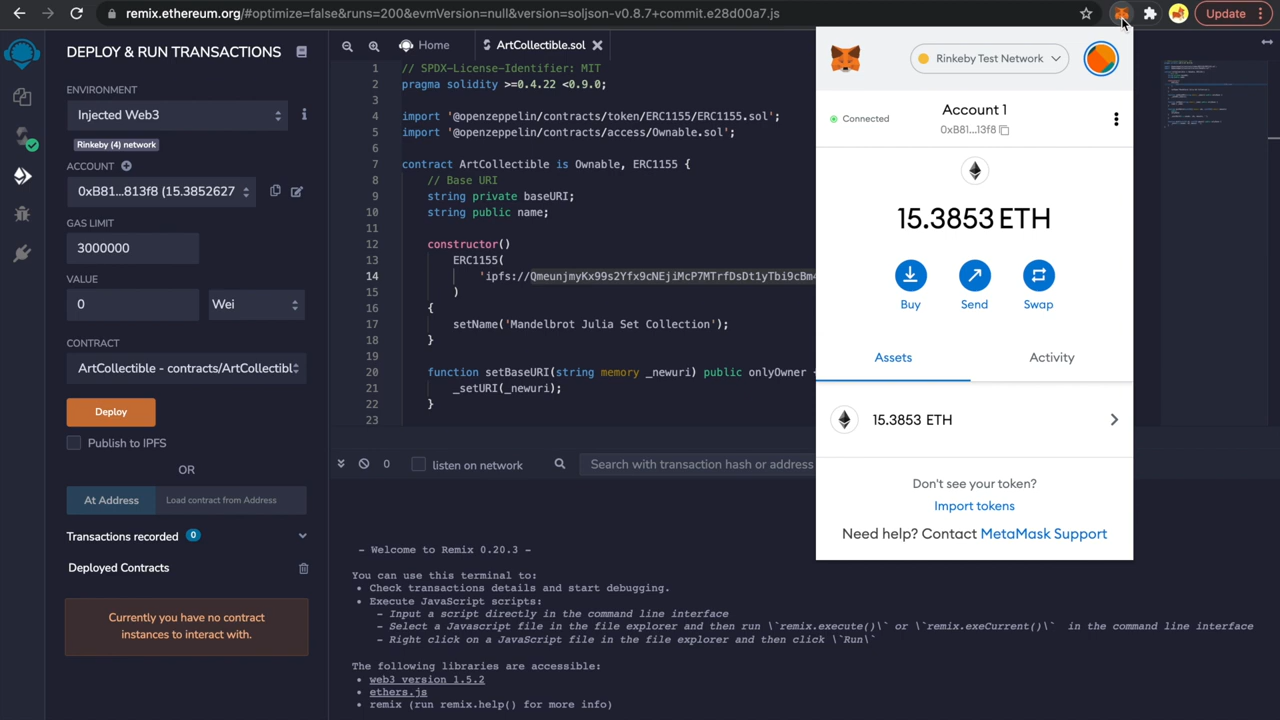 remix.ethereum.org/#optimize=false&runs=200&evmVersion=null&version=soljson-v0.8.7+commit.e28d00a7.js
Update
DEPLOY & RUN TRANSACTIONS
ENVIRONMENT
Injected Web3
Rinkeby (4) network
ACCOUNT
0xB81...813f8 (15.3852627
GAS LIMIT
3000000
VALUE
0
Wei
CONTRACT
ArtCollectible - contracts/ArtCollectibl
Deploy
Publish to IPFS
OR
At Address
Load contract from Address
Transactions recorded 0
Deployed Contracts
Currently you have no contract
instances to interact with.
Home
ArtCollectible.sol
1 // SPDX-License-Identifier: MIT
2 pragma solidity >=0.4.22 <0.9.0;
3
4 import '@openzeppelin/contracts/token/ERC1155/ERC1155.sol';
5 import '@openzeppelin/contracts/access/Ownable.sol';
6
7 contract ArtCollectible is Ownable, ERC1155 {
8 // Base URI
9 string private baseURI;
10 string public name;
11
12 constructor()
13 ERC1155(
14 'ipfs://QmeunjmyKx99s2Yfx9cNEjiMcP7MTrfDsDt1yTbi9cBm4
15 )
16 {
17 setName('Mandelbrot Julia Set Collection');
18 }
19
20 function setBaseURI(string memory _newuri) public onlyOwner {
21 _setURI(_newuri);
22 }
23
0
listen on network
Search with transaction hash or address
- Welcome to Remix 0.20.3 -
You can use this terminal to:
• Check transactions details and start debugging.
• Execute JavaScript scripts:
- Input a script directly in the command line interface
- Select a Javascript file in the file explorer and then run \`remix.execute()\` or \`remix.exeCurrent()\` in the command line interface
- Right click on a JavaScript file in the file explorer and then click \`Run\`
The following libraries are accessible:
• web3 version 1.5.2
• ethers.js
• remix (run remix.help() for more info)
Rinkeby Test Network
Connected
Account 1
0xB81...13f8
15.3853 ETH
Buy
Send
Swap
Assets
Activity
15.3853 ETH
Don't see your token?
Import tokens
Need help? Contact MetaMask Support